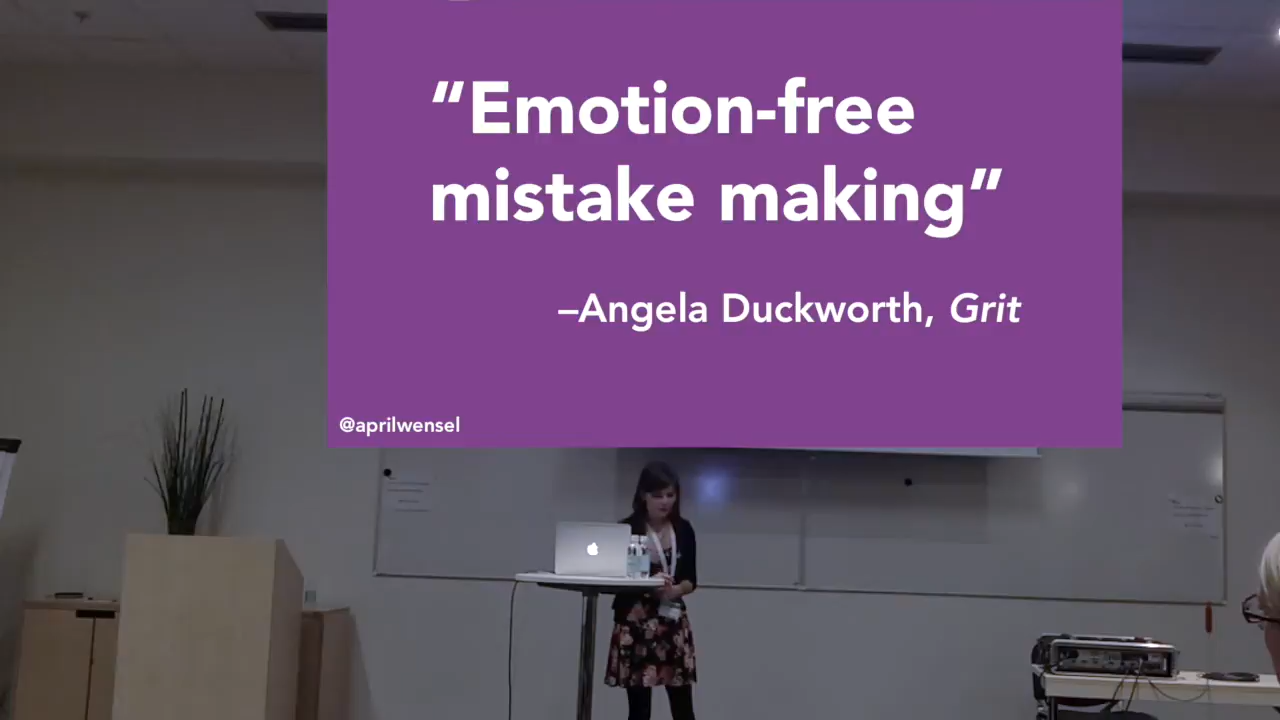 “Emotion-free
mistake making”
–Angela Duckworth, Grit
@aprilwensel